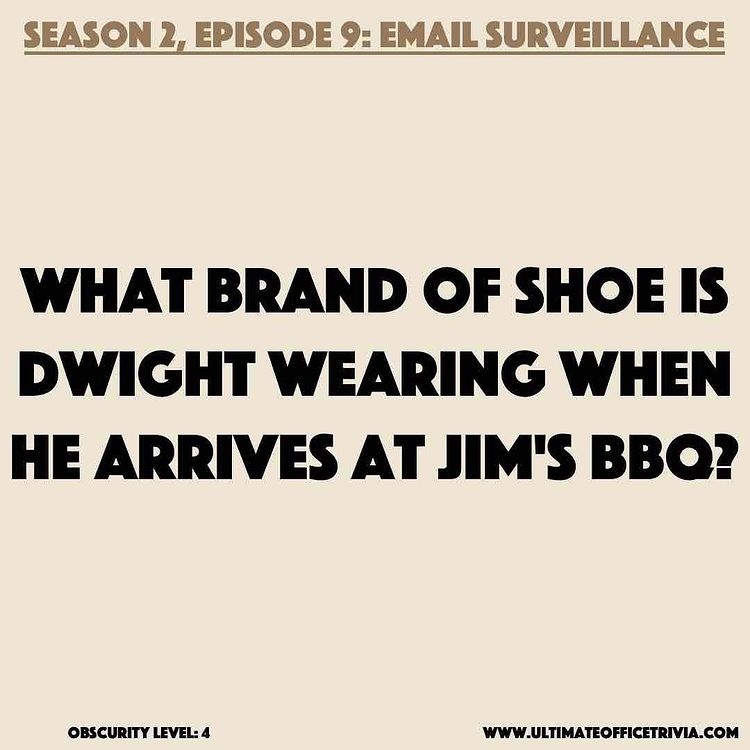 SEASON 2, EPISODE 9: EMAIL SURVEILLANCE
WHAT BRAND OF SHOE IS
DWIGHT WEARING WHEN
HE ARRIVES AT JIM'S BBQ?
OBSCURITY LEVEL: 4
WWW.ULTIMATEOFFICETRIVIA.COM